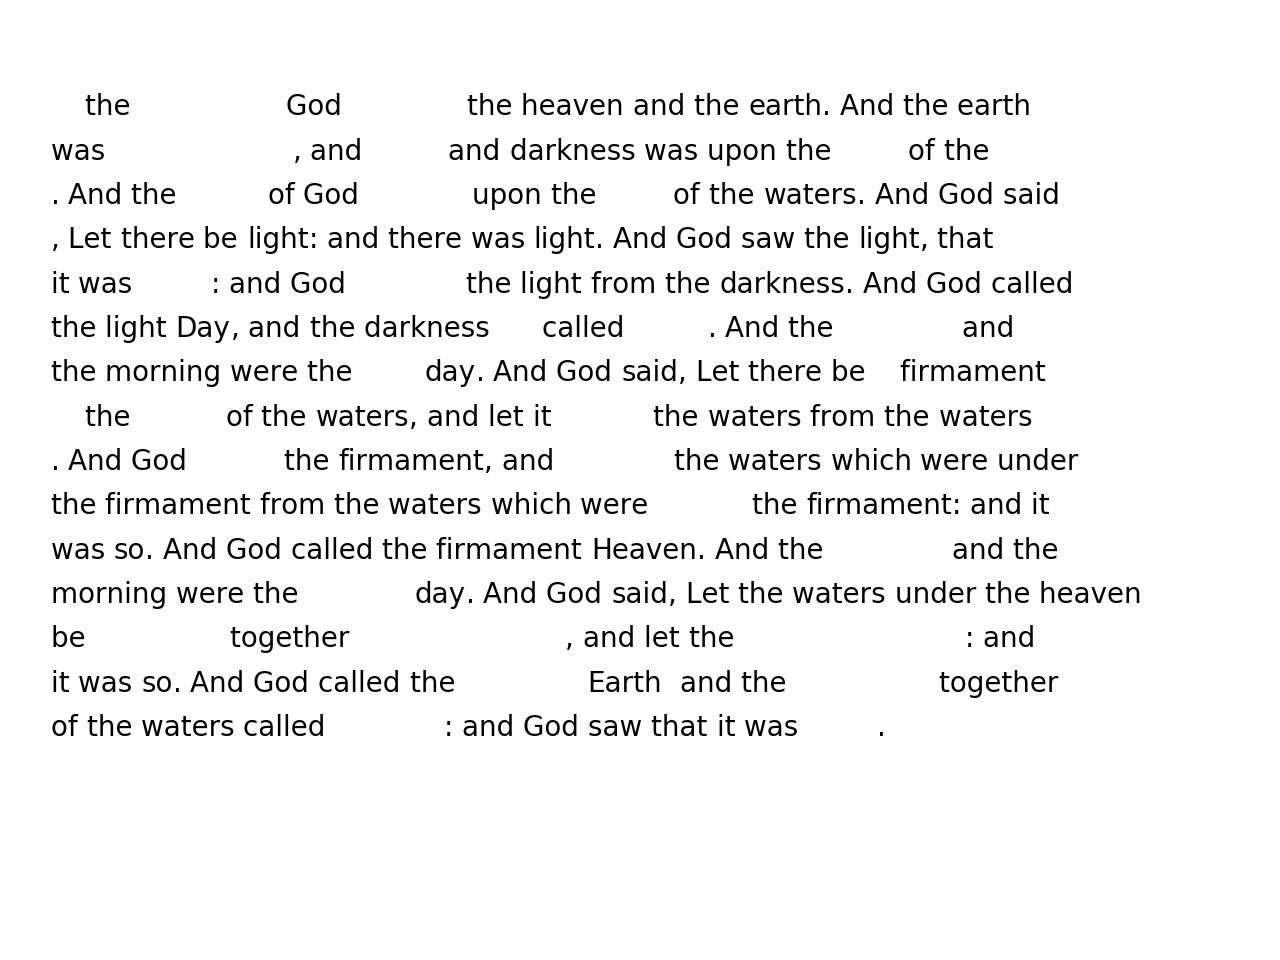 the God the heaven and the earth. And the earth
was , and and darkness was upon the of the
. And the of God upon the of the waters. And God said
, Let there be light: and there was light. And God saw the light, that
it was : and God the light from the darkness. And God called
the light Day, and the darkness called . And the and
the morning were the day. And God said, Let there be firmament
the of the waters, and let it the waters from the waters
. And God the firmament, and the waters which were under
the firmament from the waters which were the firmament: and it
was so. And God called the firmament Heaven. And the and the
morning were the day. And God said, Let the waters under the heaven
be together , and let the : and
it was so. And God called the Earth and the together
of the waters called : and God saw that it was .